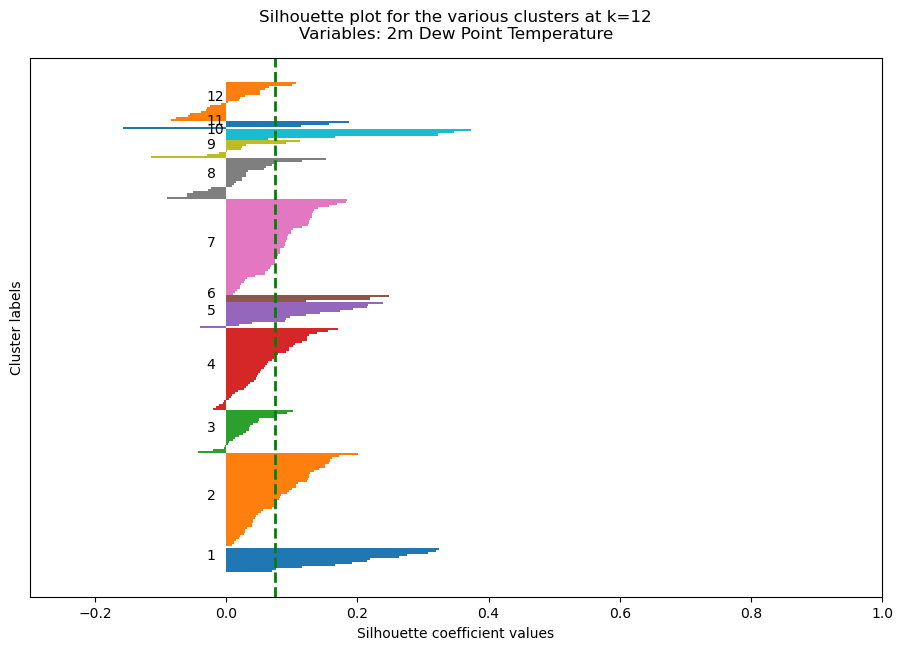 Silhouette plot for the various clusters at k=12
Variables: 2m Dew Point Temperature
Cluster labels
12
11
10
9
8
7
6
5
4
3
2
1
−0.2 0.0 0.2 0.4 0.6 0.8 1.0
Silhouette coefficient values